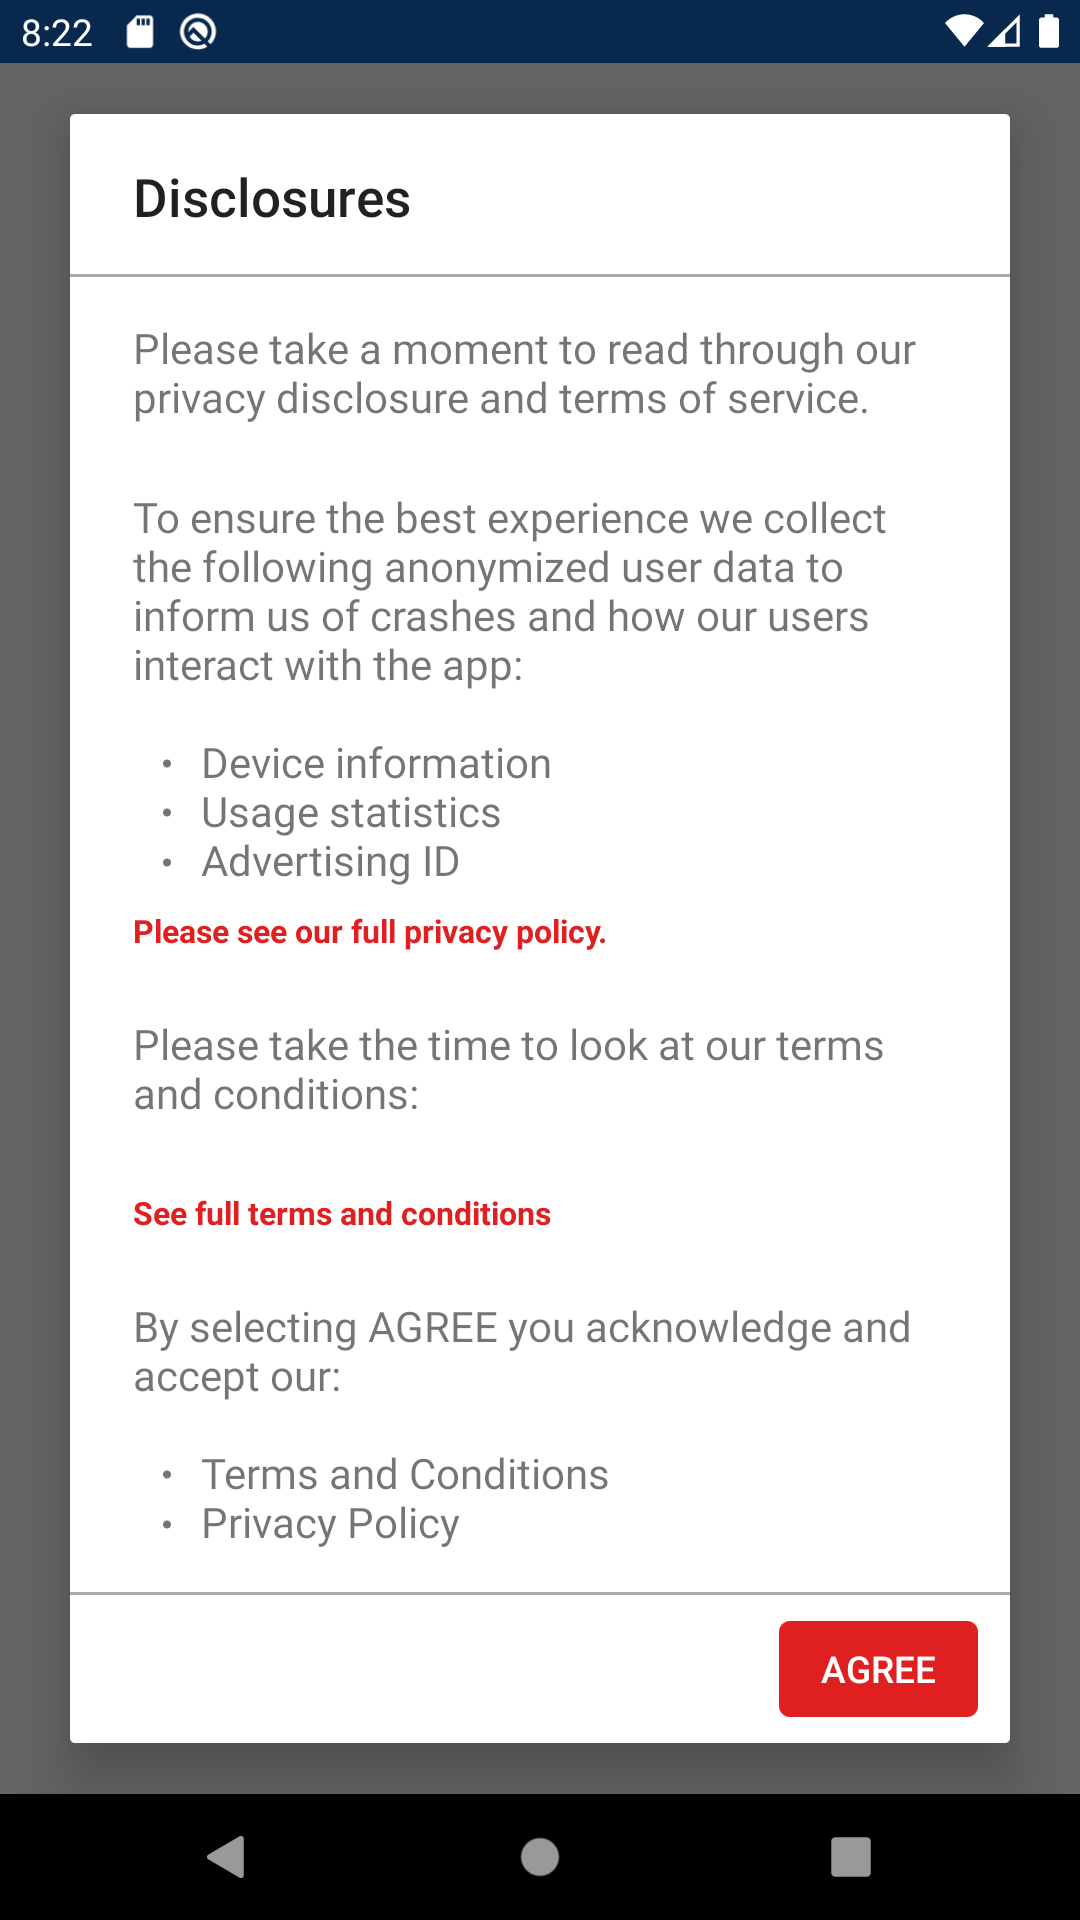 8:22
Disclosures
Please take a moment to read through our
privacy disclosure and terms of service.
To ensure the best experience we collect
the following anonymized user data to
inform us of crashes and how our users
interact with the app:
• Device information
• Usage statistics
• Advertising ID
Please see our full privacy policy.
Please take the time to look at our terms
and conditions:
See full terms and conditions
By selecting AGREE you acknowledge and
accept our:
• Terms and Conditions
• Privacy Policy
AGREE